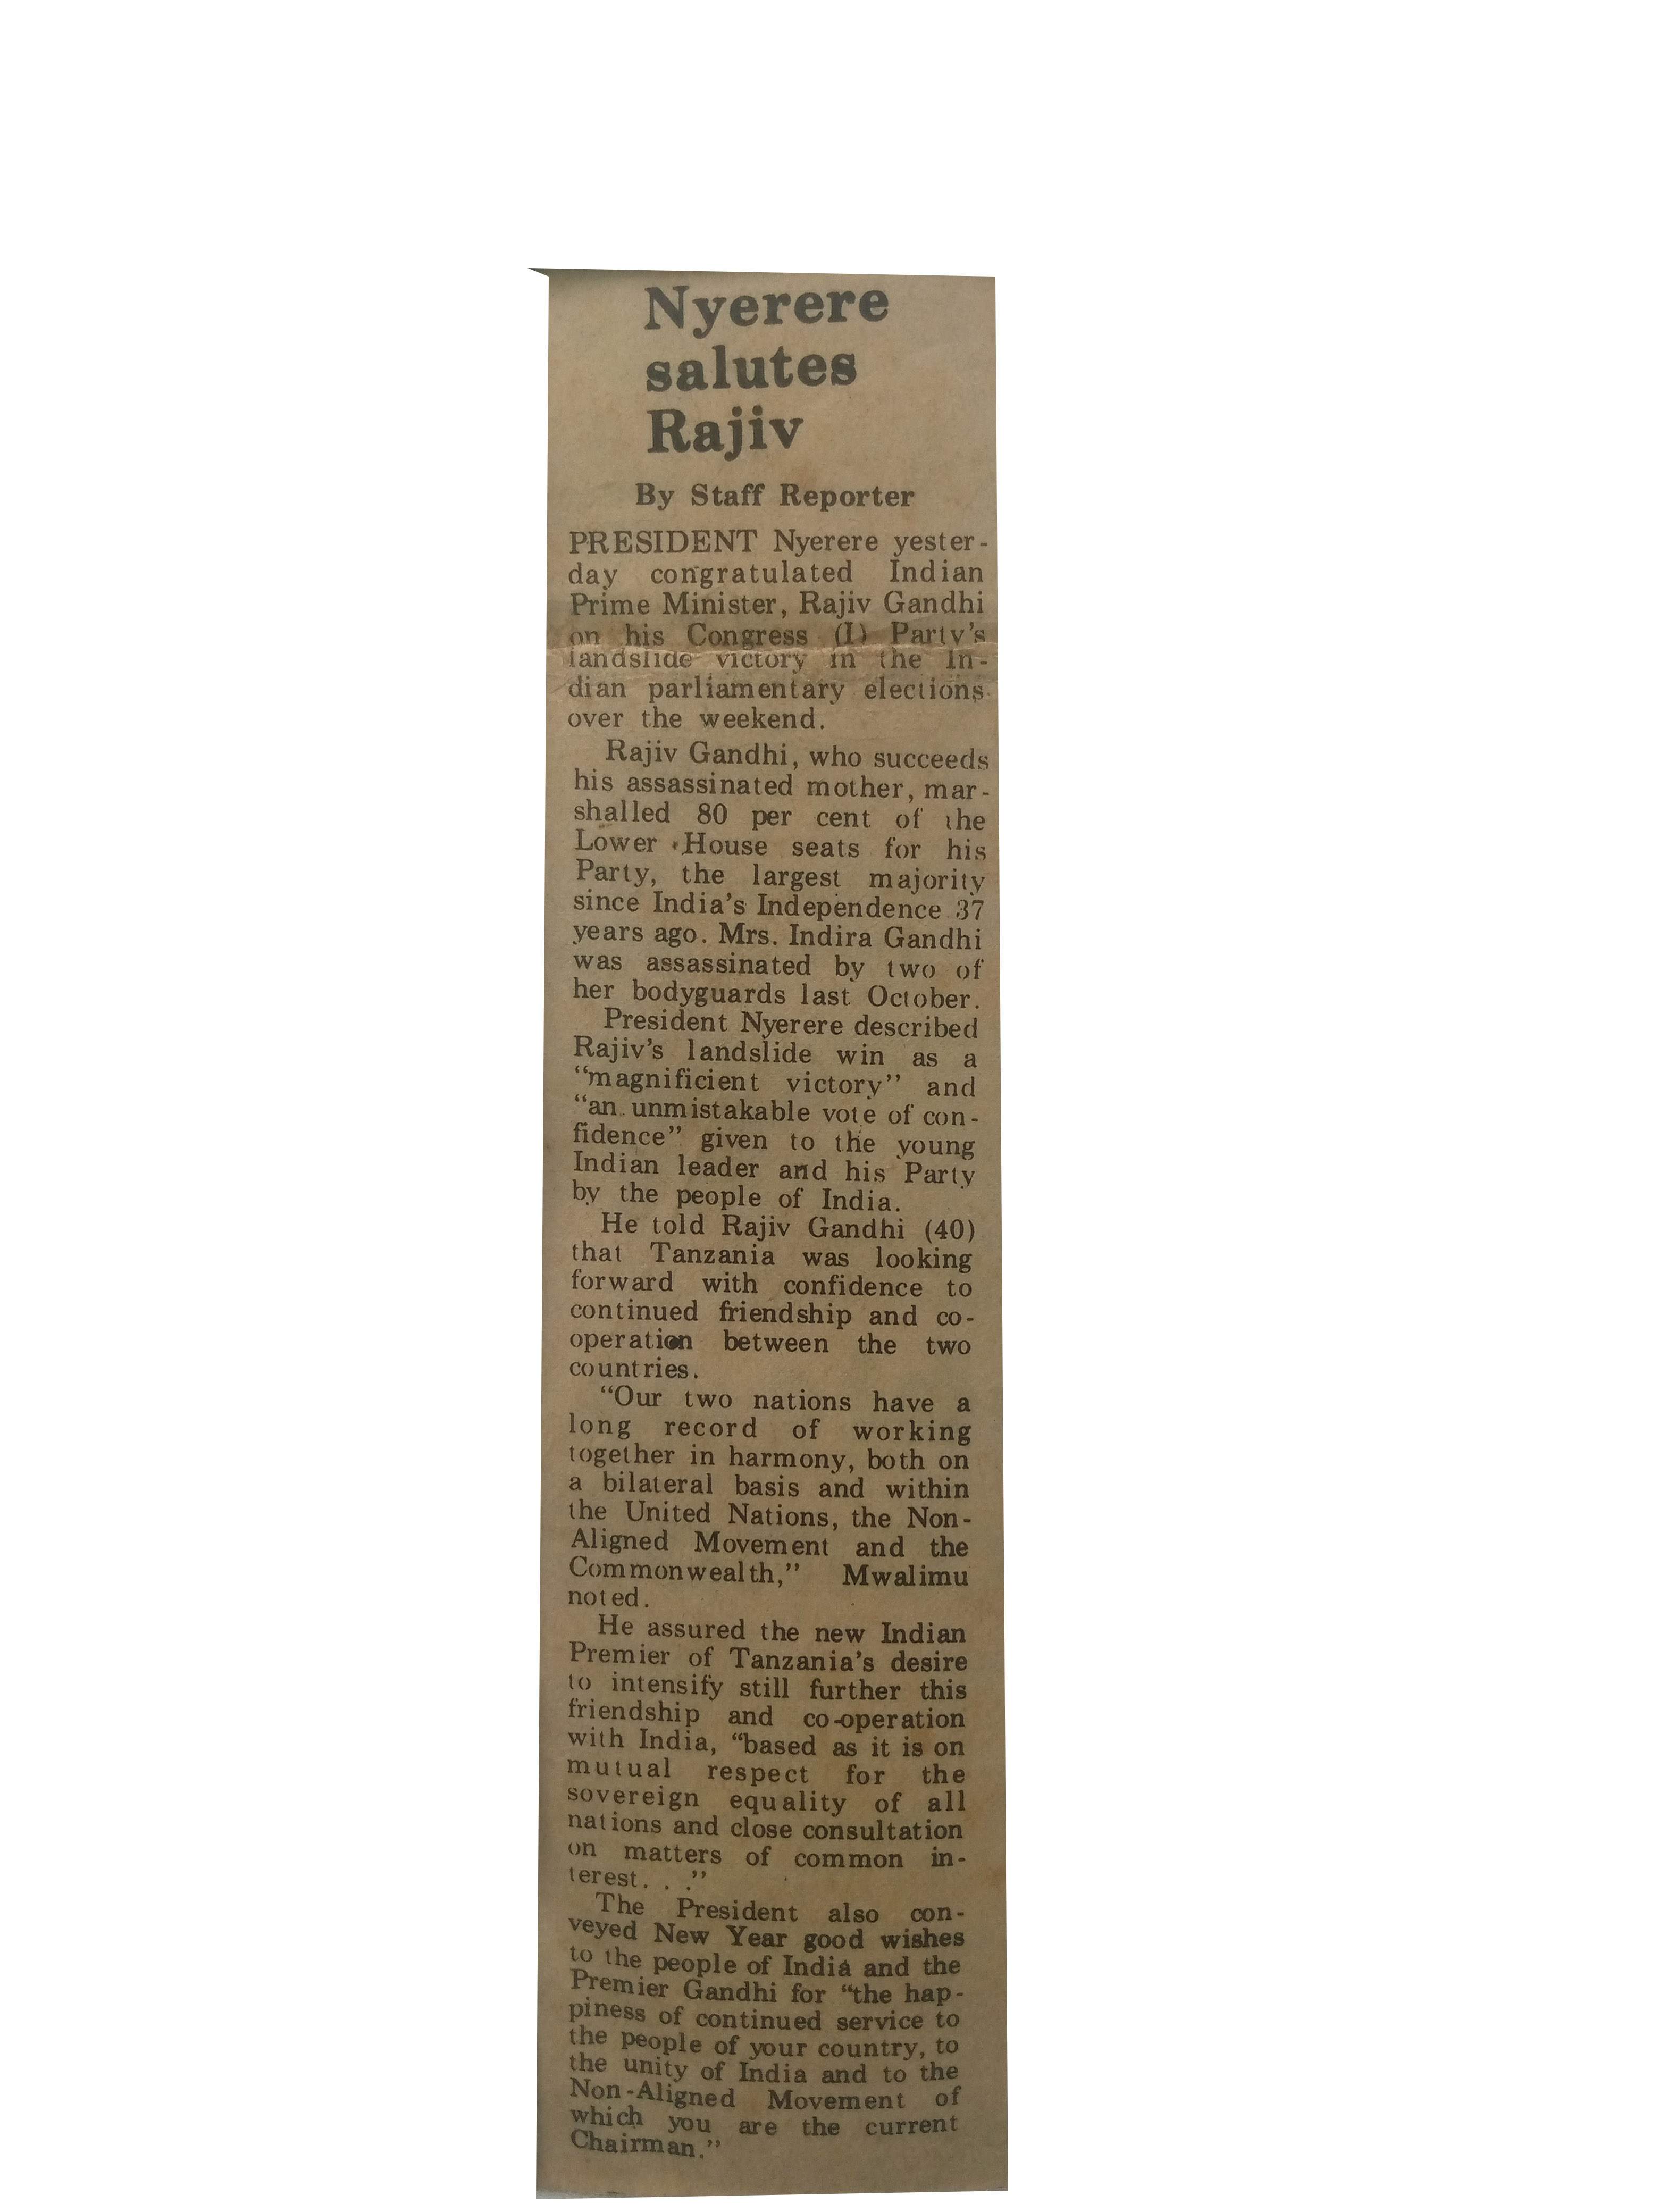 Nyerere
salutes
Rajiv
By Staff Reporter
PRESIDENT Nyerere yester-
day congratulated Indian
Prime Minister, Rajiv Gandhi
on his Congress (I) Party's
landslide victory in the In-
dian parliamentary elections
over the weekend.
Rajiv Gandhi, who succeeds
his assassinated mother, mar-
shalled 80 per cent of the
Lower House seats for his
Party, the largest majority
since India's Independence 37
years ago. Mrs. Indira Gandhi
was assassinated by two of
her bodyguards last October.
President Nyerere described
Rajiv's landslide win as a
“magnificient victory” and
“an unmistakable vote of con-
fidence” given to the young
Indian leader and his Party
by the people of India.
He told Rajiv Gandhi (40)
that Tanzania was looking
forward with confidence to
continued friendship and co-
operation between the two
countries.
“Our two nations have a
long record of working
together in harmony, both on
a bilateral basis and within
the United Nations, the Non-
Aligned Movement and the
Commonwealth,” Mwalimu
noted.
He assured the new Indian
Premier of Tanzania's desire
to intensify still further this
friendship and co-operation
with India, “based as it is on
mutual respect for the
sovereign equality of all
nations and close consultation
on matters of common in-
terest. . .”
The President also con-
veyed New Year good wishes
to the people of India and the
Premier Gandhi for “the hap-
piness of continued service to
the people of your country, to
the unity of India and to the
Non-Aligned Movement of
which you are the current
Chairman.”